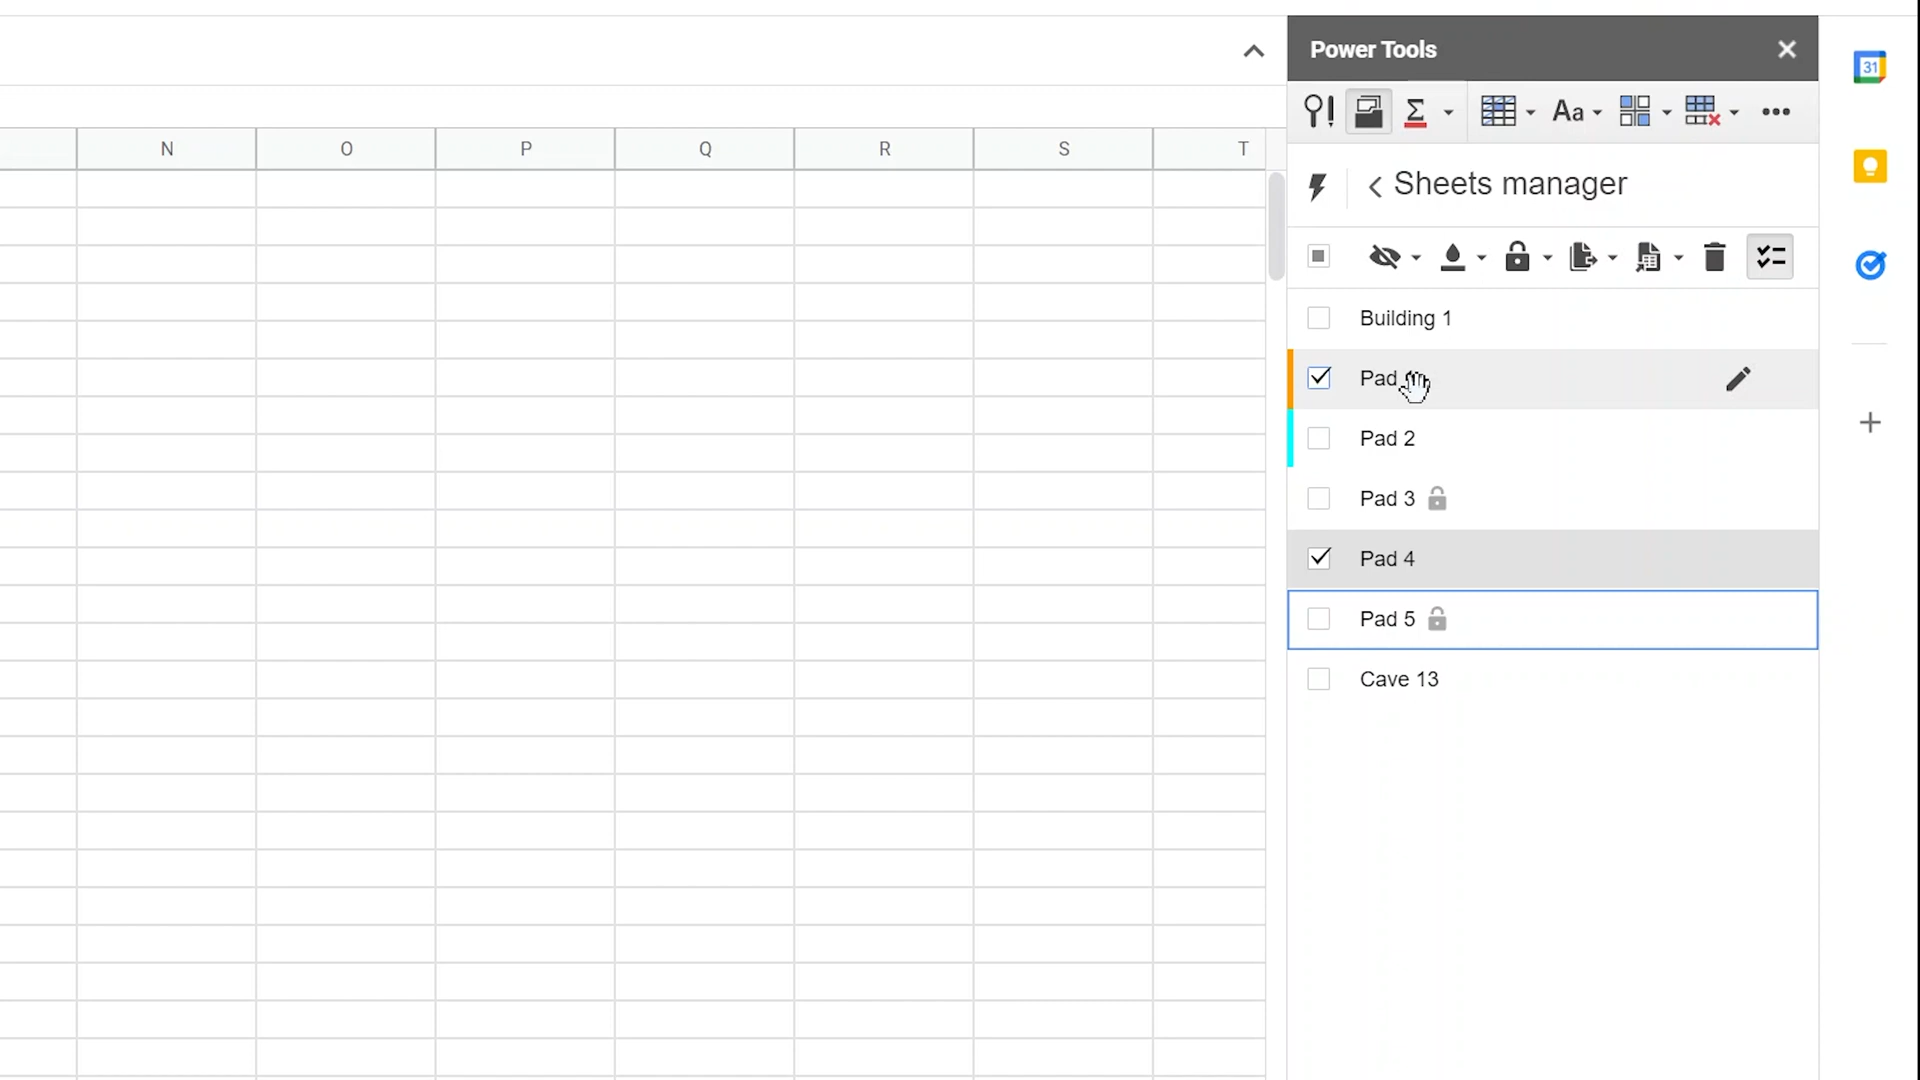 Power Tools
Aa
N O P Q R S T
Sheets manager
31
Building 1
Pad
Pad 2
Pad 3
Pad 4
Pad 5
Cave 13